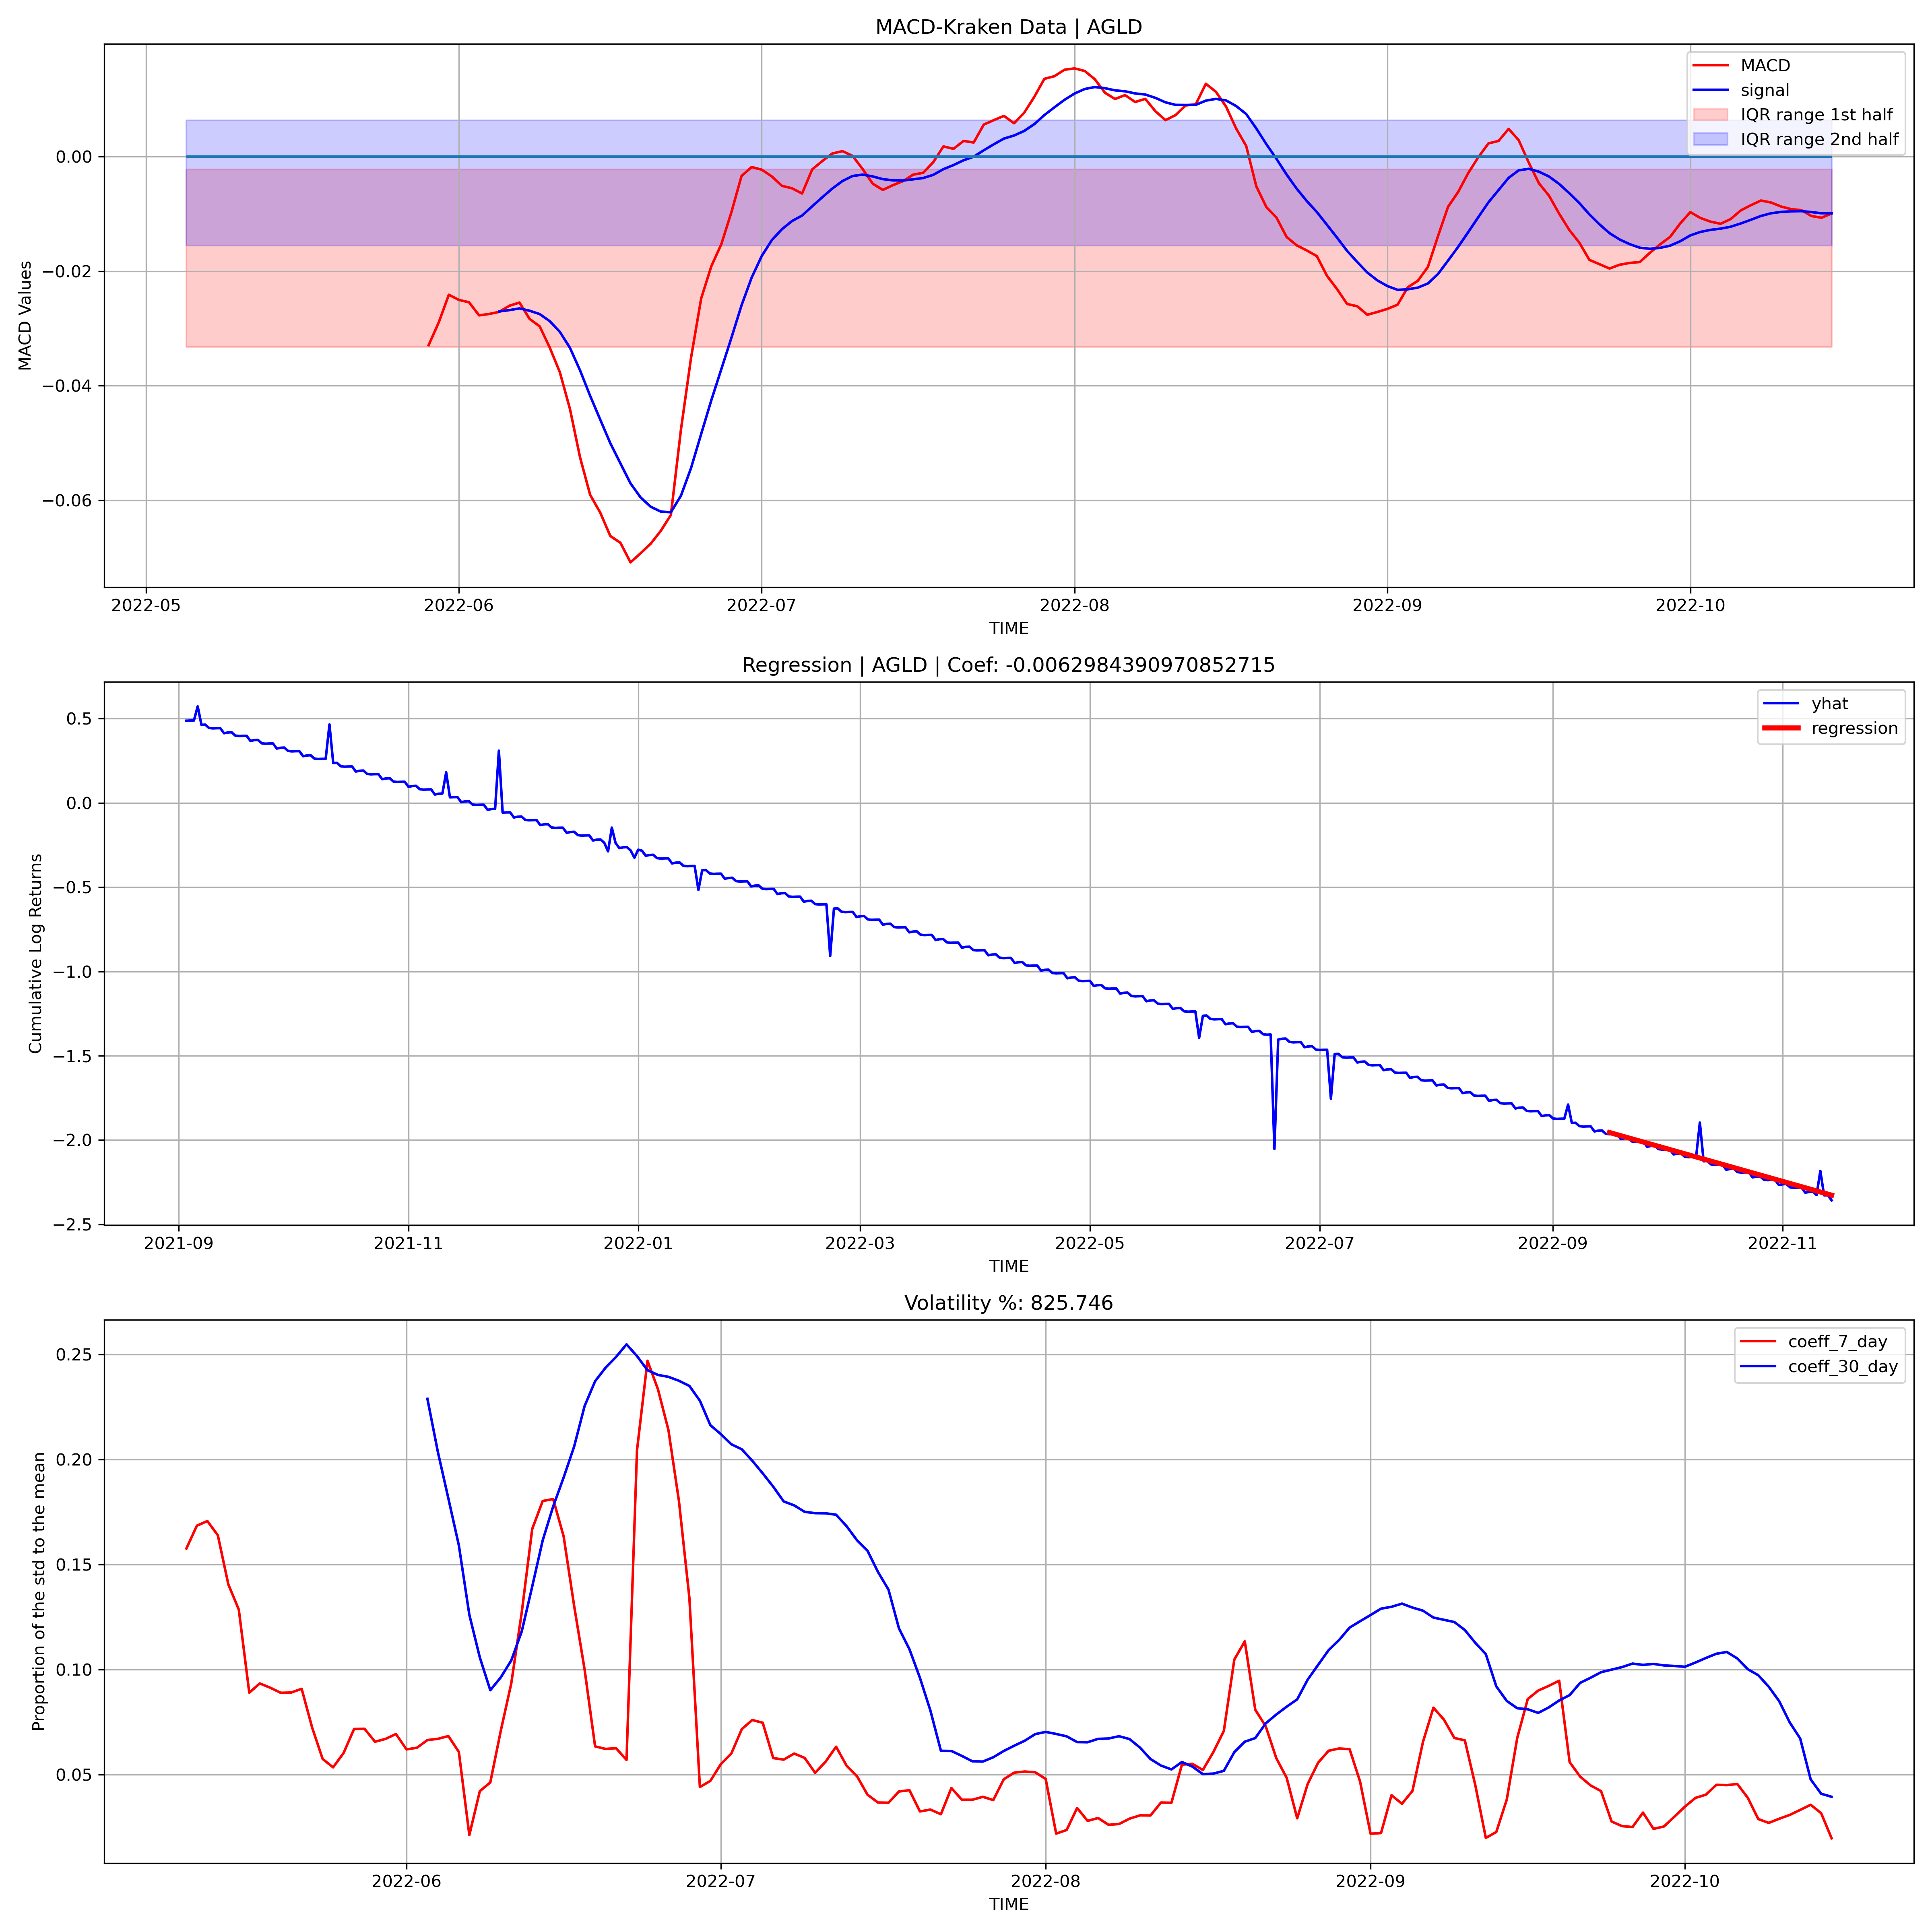 MACD-Kraken Data | AGLD
MACD
signal
IQR range 1st half
IQR range 2nd half
0.00
−0.02
−0.04
−0.06
MACD Values
2022-05 2022-06 2022-07 2022-08 2022-09 2022-10
TIME
Regression | AGLD | Coef: -0.0062984390970852715
yhat
regression
0.5
0.0
−0.5
−1.0
−1.5
−2.0
−2.5
Cumulative Log Returns
2021-09 2021-11 2022-01 2022-03 2022-05 2022-07 2022-09 2022-11
TIME
Volatility %: 825.746
coeff_7_day
coeff_30_day
0.25
0.20
0.15
0.10
0.05
Proportion of the std to the mean
2022-06 2022-07 2022-08 2022-09 2022-10
TIME